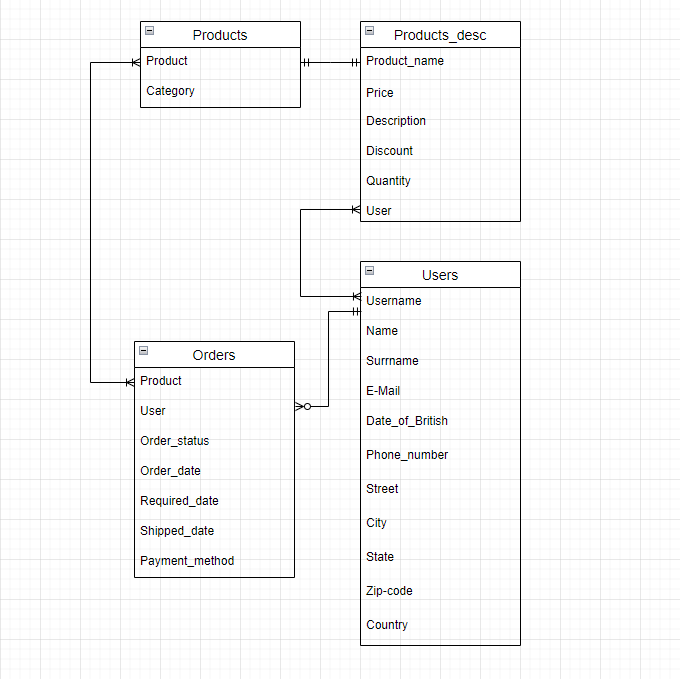 Products
Product
Category
Products_desc
Product_name
Price
Description
Discount
Quantity
User
Users
Username
Name
Surrname
E-Mail
Date_of_British
Phone_number
Street
City
State
Zip-code
Country
Orders
Product
User
Order_status
Order_date
Required_date
Shipped_date
Payment_method